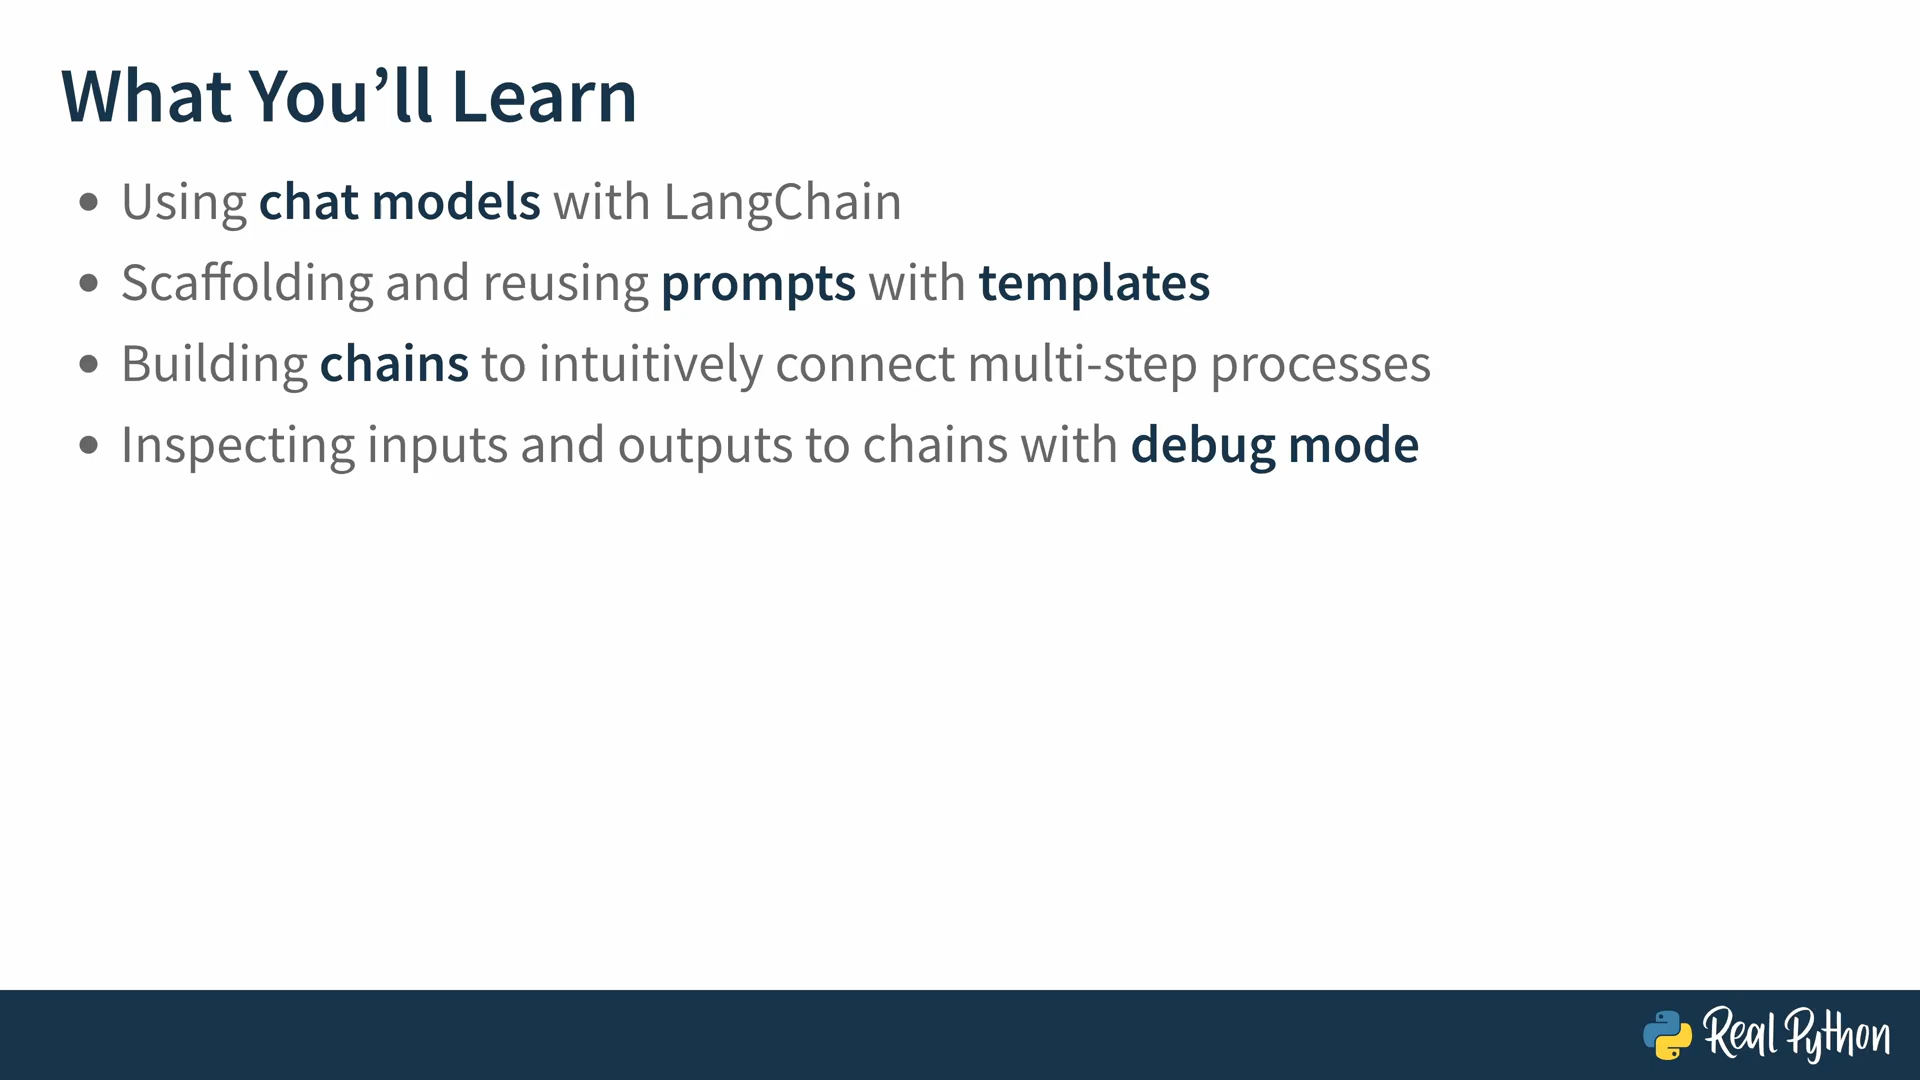 What You’ll Learn
Using chat models with LangChain
Scaffolding and reusing prompts with templates
Building chains to intuitively connect multi-step processes
Inspecting inputs and outputs to chains with debug mode
Real Python